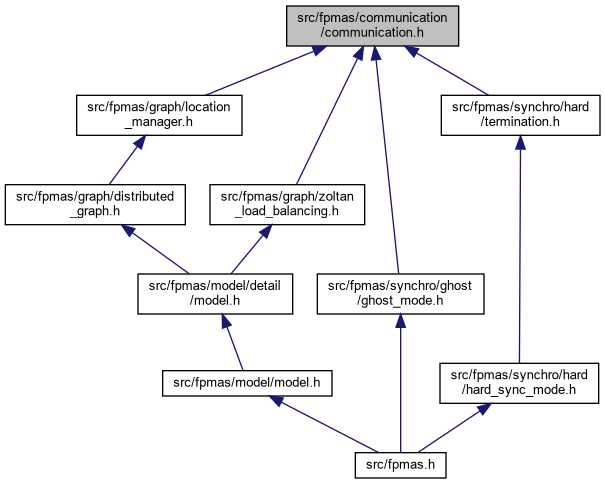 src/fpmas/communication
/communication.h
src/fpmas/graph/location
_manager.h
src/fpmas/synchro/hard
/termination.h
src/fpmas/graph/distributed
_graph.h
src/fpmas/graph/zoltan
_load_balancing.h
src/fpmas/model/detail
/model.h
src/fpmas/synchro/ghost
/ghost_mode.h
src/fpmas/model/model.h
src/fpmas/synchro/hard
/hard_sync_mode.h
src/fpmas.h